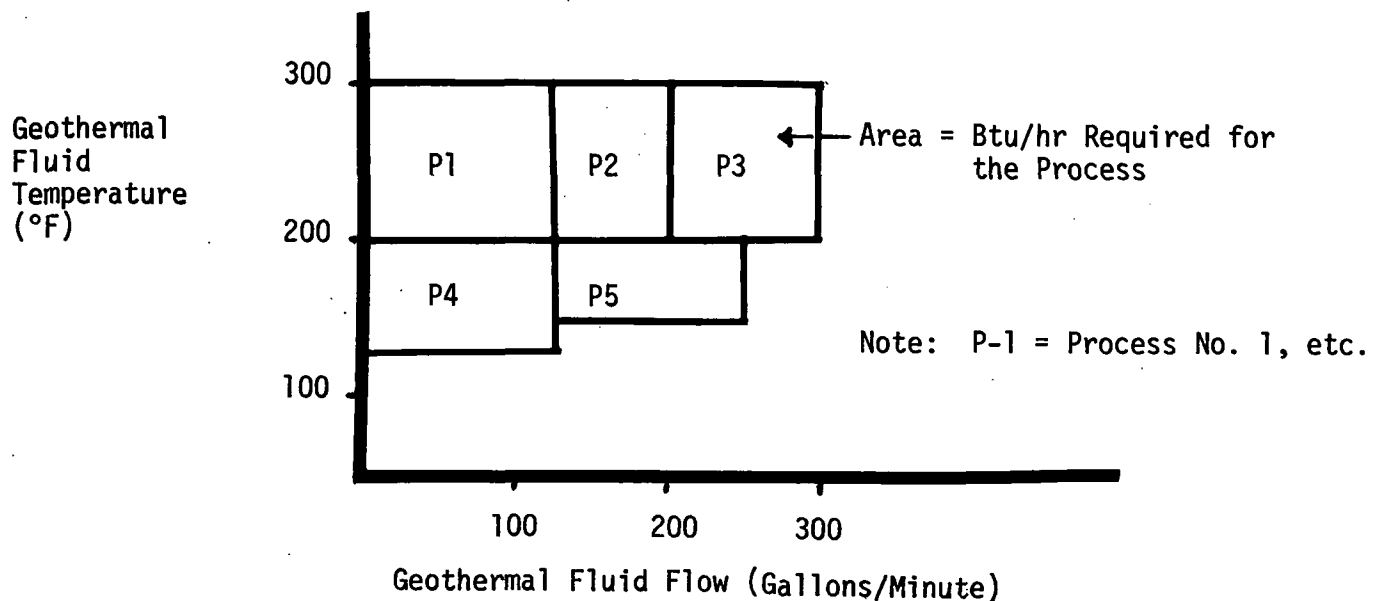 Geothermal
Fluid
Temperature
(°F)
300
200
100
P1
P2
P3
P4
P5
Area = Btu/hr Required for
the Process
Note: P-1 = Process No. 1, etc.
100
200
300
Geothermal Fluid Flow (Gallons/Minute)